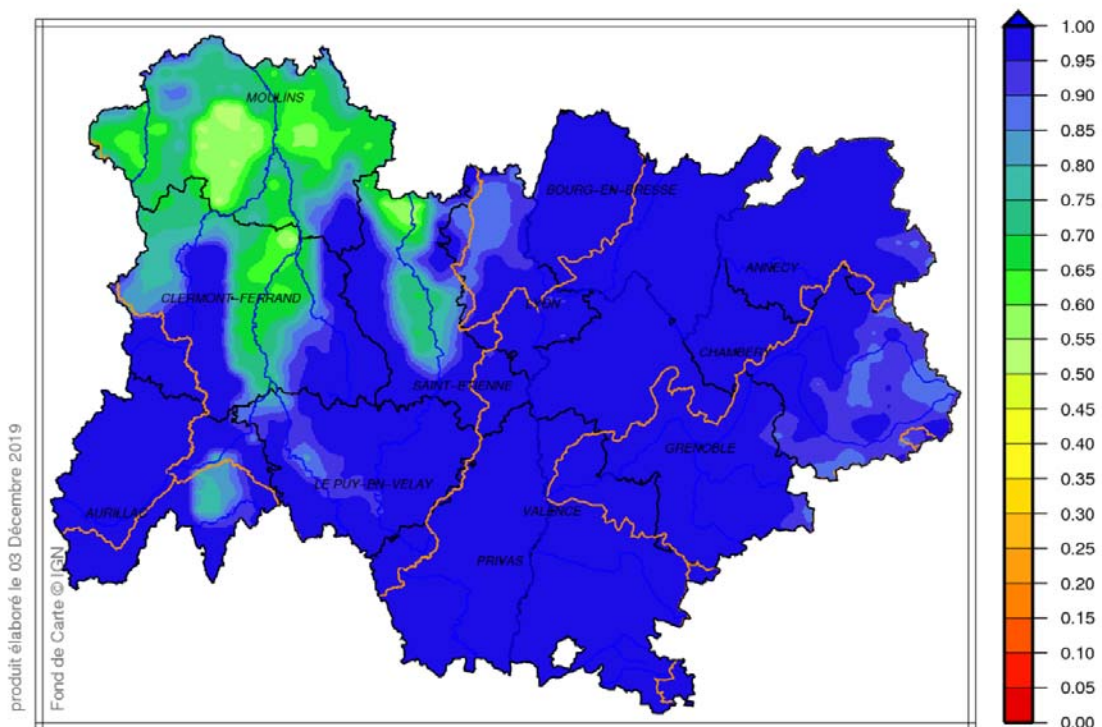 produit élaboré le 03 Décembre 2019
Fond de Carte © IGN
MOULINS
BOURG-EN-BRESSE
ANNECY
CLERMONT-FERRAND
LYON
CHAMBERY
SAINT-ETIENNE
GRENOBLE
LE PUY-EN-VELAY
AURILLAC
VALENCE
PRIVAS
1.00
0.95
0.90
0.85
0.80
0.75
0.70
0.65
0.60
0.55
0.50
0.45
0.40
0.35
0.30
0.25
0.20
0.15
0.10
0.05
0.00